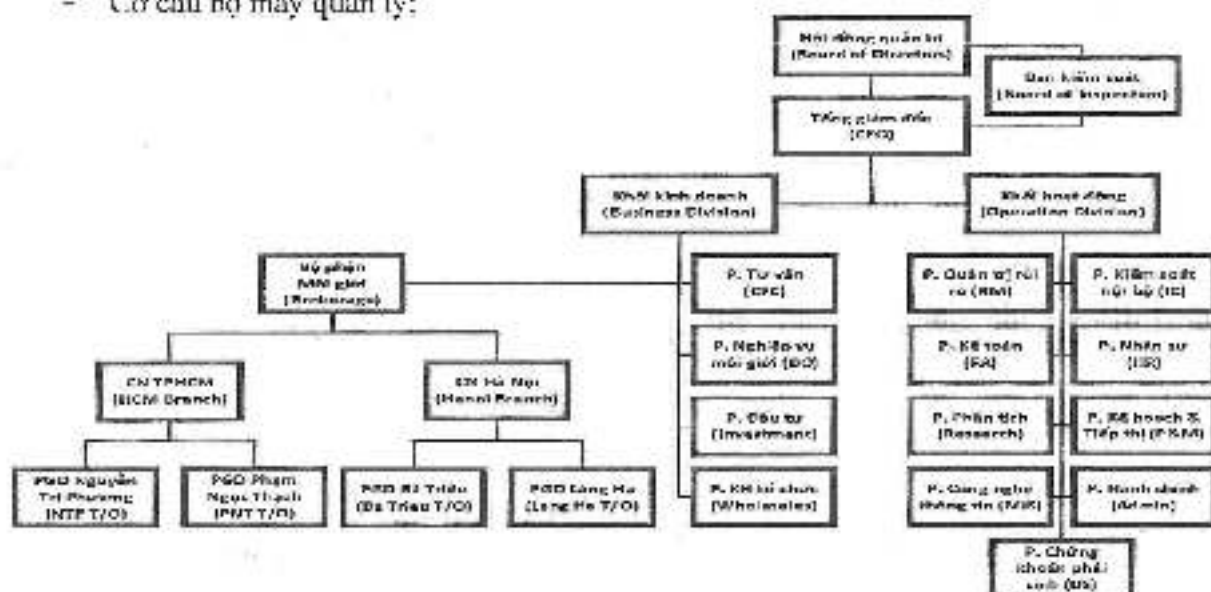 - Cơ cấu bộ máy quản lý:
Hội đồng quản trị
(Board of Directors)
Ban kiểm soát
(Board of Inspection)
Tổng giám đốc
(CEO)
Khối kinh doanh
(Business Division)
Khối hoạt động
(Operation Division)
Bộ phận
Môi giới
(Brokerage)
P. Tư vấn
(CFC)
P. Quản trị rủi
ro (RM)
P. Kiểm soát
nội bộ (IC)
P. Nghiệp vụ
môi giới (BO)
P. Kế toán
(FA)
P. Nhân sự
(HR)
CN TPHCM
(HCM Branch)
CN Hà Nội
(Hanoi Branch)
P. Đầu tư
(Investment)
P. Phân tích
(Research)
P. Kế hoạch &
Tiếp thị (P&M)
PGD Nguyễn
Tri Phương
(NTP T/O)
PGD Phạm
Ngọc Thạch
(PNT T/O)
PGD Bà Triệu
(Ba Trieu T/O)
PGD Láng Hạ
(Lang Ha T/O)
P. KH tổ chức
(Wholesales)
P. Công nghệ
thông tin (MIS)
P. Hành chánh
(Admin)
P. Chứng
khoán phái
sinh (DS)